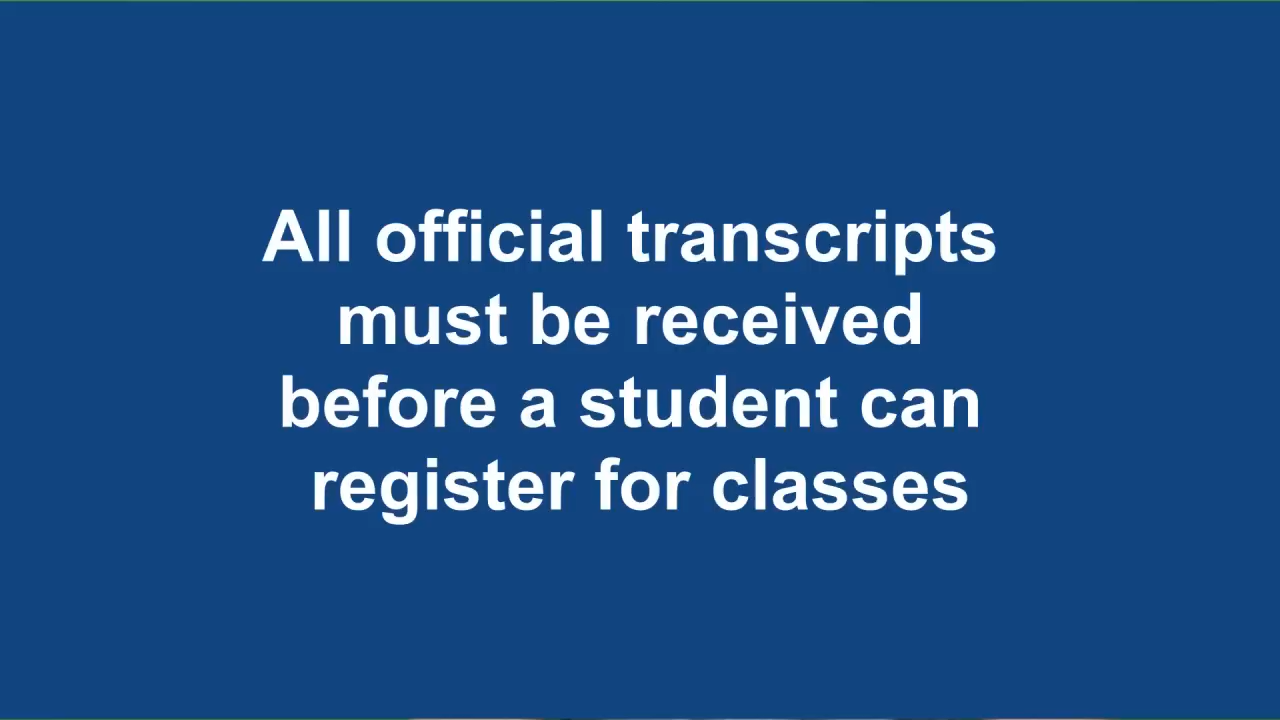 All official transcripts
must be received
before a student can
register for classes